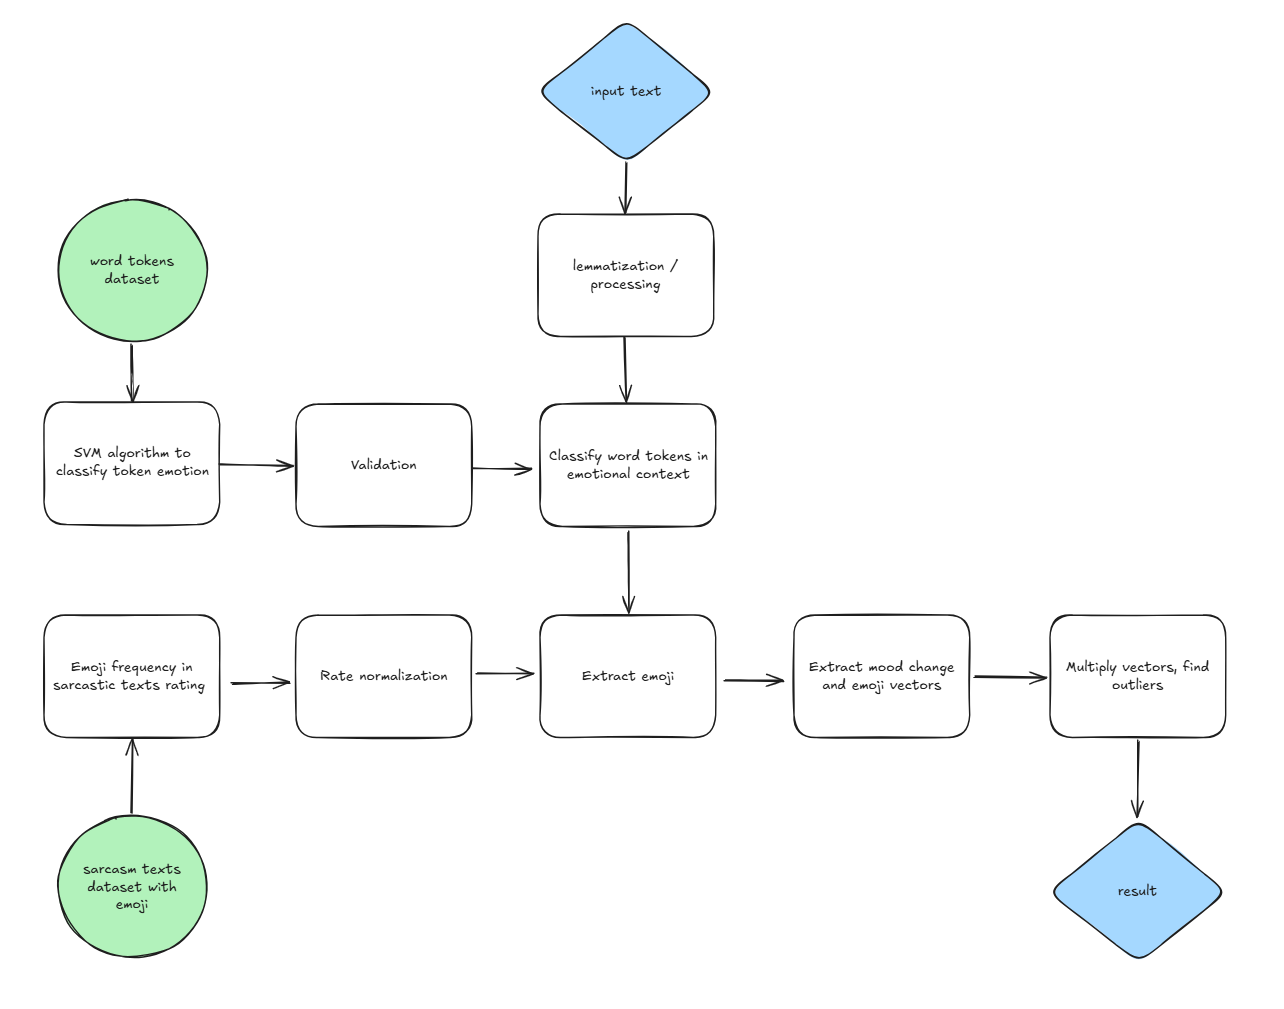 input text
lemmatization /
processing
word tokens
dataset
SVM algorithm to
classify token emotion
Validation
Classify word tokens in
emotional context
Emoji frequency in
sarcastic texts rating
Rate normalization
Extract emoji
Extract mood change
and emoji vectors
Multiply vectors, find
outliers
sarcasm texts
dataset with
emoji
result